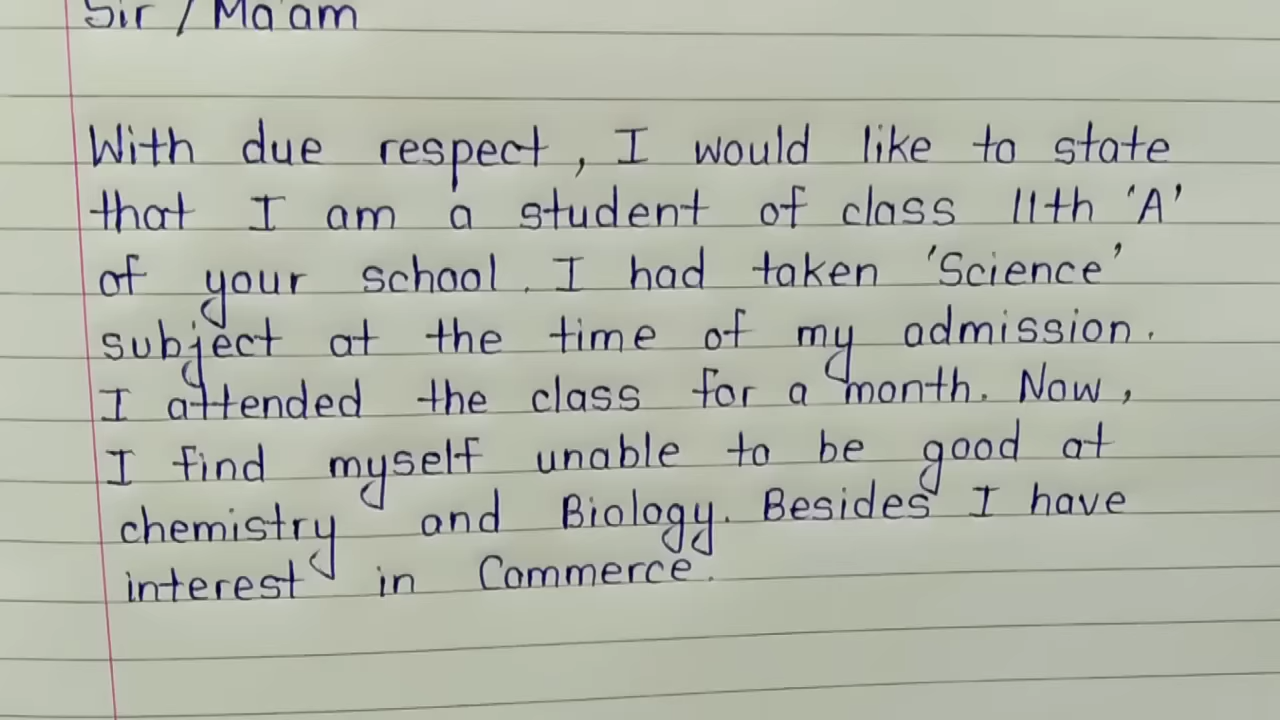 Sir / Ma'am
With due respect, I would like to state
that I am a student of class 11th 'A'
of your school. I had taken 'Science'
subject at the time of my admission.
I attended the class for a month. Now,
I find myself unable to be good at
chemistry and Biology. Besides I have
interest in Commerce.